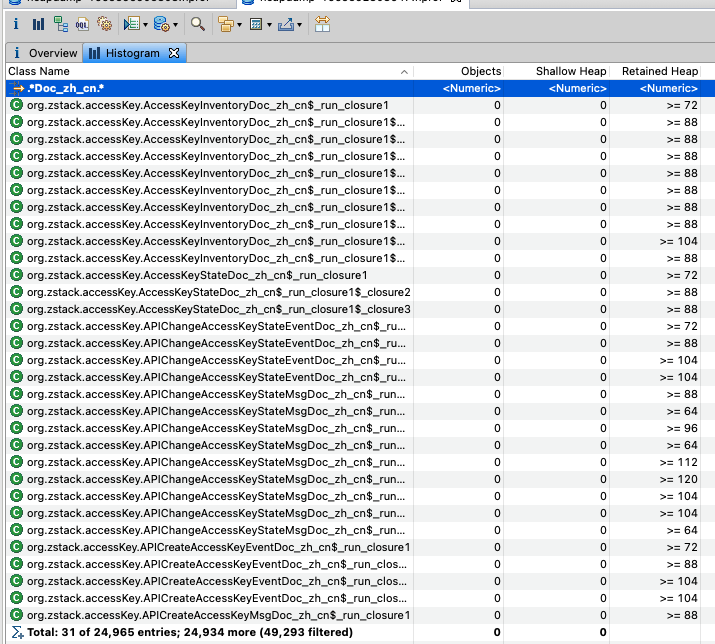 Overview Histogram
Class Name Objects Shallow Heap Retained Heap
.*Doc_zh_cn.* <Numeric> <Numeric> <Numeric>
org.zstack.accessKey.AccessKeyInventoryDoc_zh_cn$_run_closure1 0 0 >= 72
org.zstack.accessKey.AccessKeyInventoryDoc_zh_cn$_run_closure1$... 0 0 >= 88
org.zstack.accessKey.AccessKeyInventoryDoc_zh_cn$_run_closure1$... 0 0 >= 88
org.zstack.accessKey.AccessKeyInventoryDoc_zh_cn$_run_closure1$... 0 0 >= 88
org.zstack.accessKey.AccessKeyInventoryDoc_zh_cn$_run_closure1$... 0 0 >= 88
org.zstack.accessKey.AccessKeyInventoryDoc_zh_cn$_run_closure1$... 0 0 >= 88
org.zstack.accessKey.AccessKeyInventoryDoc_zh_cn$_run_closure1$... 0 0 >= 88
org.zstack.accessKey.AccessKeyInventoryDoc_zh_cn$_run_closure1$... 0 0 >= 88
org.zstack.accessKey.AccessKeyInventoryDoc_zh_cn$_run_closure1$... 0 0 >= 104
org.zstack.accessKey.AccessKeyInventoryDoc_zh_cn$_run_closure1$... 0 0 >= 88
org.zstack.accessKey.AccessKeyStateDoc_zh_cn$_run_closure1 0 0 >= 72
org.zstack.accessKey.AccessKeyStateDoc_zh_cn$_run_closure1$_closure2 0 0 >= 88
org.zstack.accessKey.AccessKeyStateDoc_zh_cn$_run_closure1$_closure3 0 0 >= 88
org.zstack.accessKey.APIChangeAccessKeyStateEventDoc_zh_cn$_ru... 0 0 >= 72
org.zstack.accessKey.APIChangeAccessKeyStateEventDoc_zh_cn$_ru... 0 0 >= 88
org.zstack.accessKey.APIChangeAccessKeyStateEventDoc_zh_cn$_ru... 0 0 >= 104
org.zstack.accessKey.APIChangeAccessKeyStateEventDoc_zh_cn$_ru... 0 0 >= 104
org.zstack.accessKey.APIChangeAccessKeyStateMsgDoc_zh_cn$_run... 0 0 >= 88
org.zstack.accessKey.APIChangeAccessKeyStateMsgDoc_zh_cn$_run... 0 0 >= 64
org.zstack.accessKey.APIChangeAccessKeyStateMsgDoc_zh_cn$_run... 0 0 >= 96
org.zstack.accessKey.APIChangeAccessKeyStateMsgDoc_zh_cn$_run... 0 0 >= 64
org.zstack.accessKey.APIChangeAccessKeyStateMsgDoc_zh_cn$_run... 0 0 >= 112
org.zstack.accessKey.APIChangeAccessKeyStateMsgDoc_zh_cn$_run... 0 0 >= 120
org.zstack.accessKey.APIChangeAccessKeyStateMsgDoc_zh_cn$_run... 0 0 >= 104
org.zstack.accessKey.APIChangeAccessKeyStateMsgDoc_zh_cn$_run... 0 0 >= 104
org.zstack.accessKey.APIChangeAccessKeyStateMsgDoc_zh_cn$_run... 0 0 >= 64
org.zstack.accessKey.APICreateAccessKeyEventDoc_zh_cn$_run_closure1 0 0 >= 72
org.zstack.accessKey.APICreateAccessKeyEventDoc_zh_cn$_run_clos... 0 0 >= 88
org.zstack.accessKey.APICreateAccessKeyEventDoc_zh_cn$_run_clos... 0 0 >= 104
org.zstack.accessKey.APICreateAccessKeyEventDoc_zh_cn$_run_clos... 0 0 >= 104
org.zstack.accessKey.APICreateAccessKeyMsgDoc_zh_cn$_run_closure1 0 0 >= 88
Total: 31 of 24,965 entries; 24,934 more (49,293 filtered) 0 0